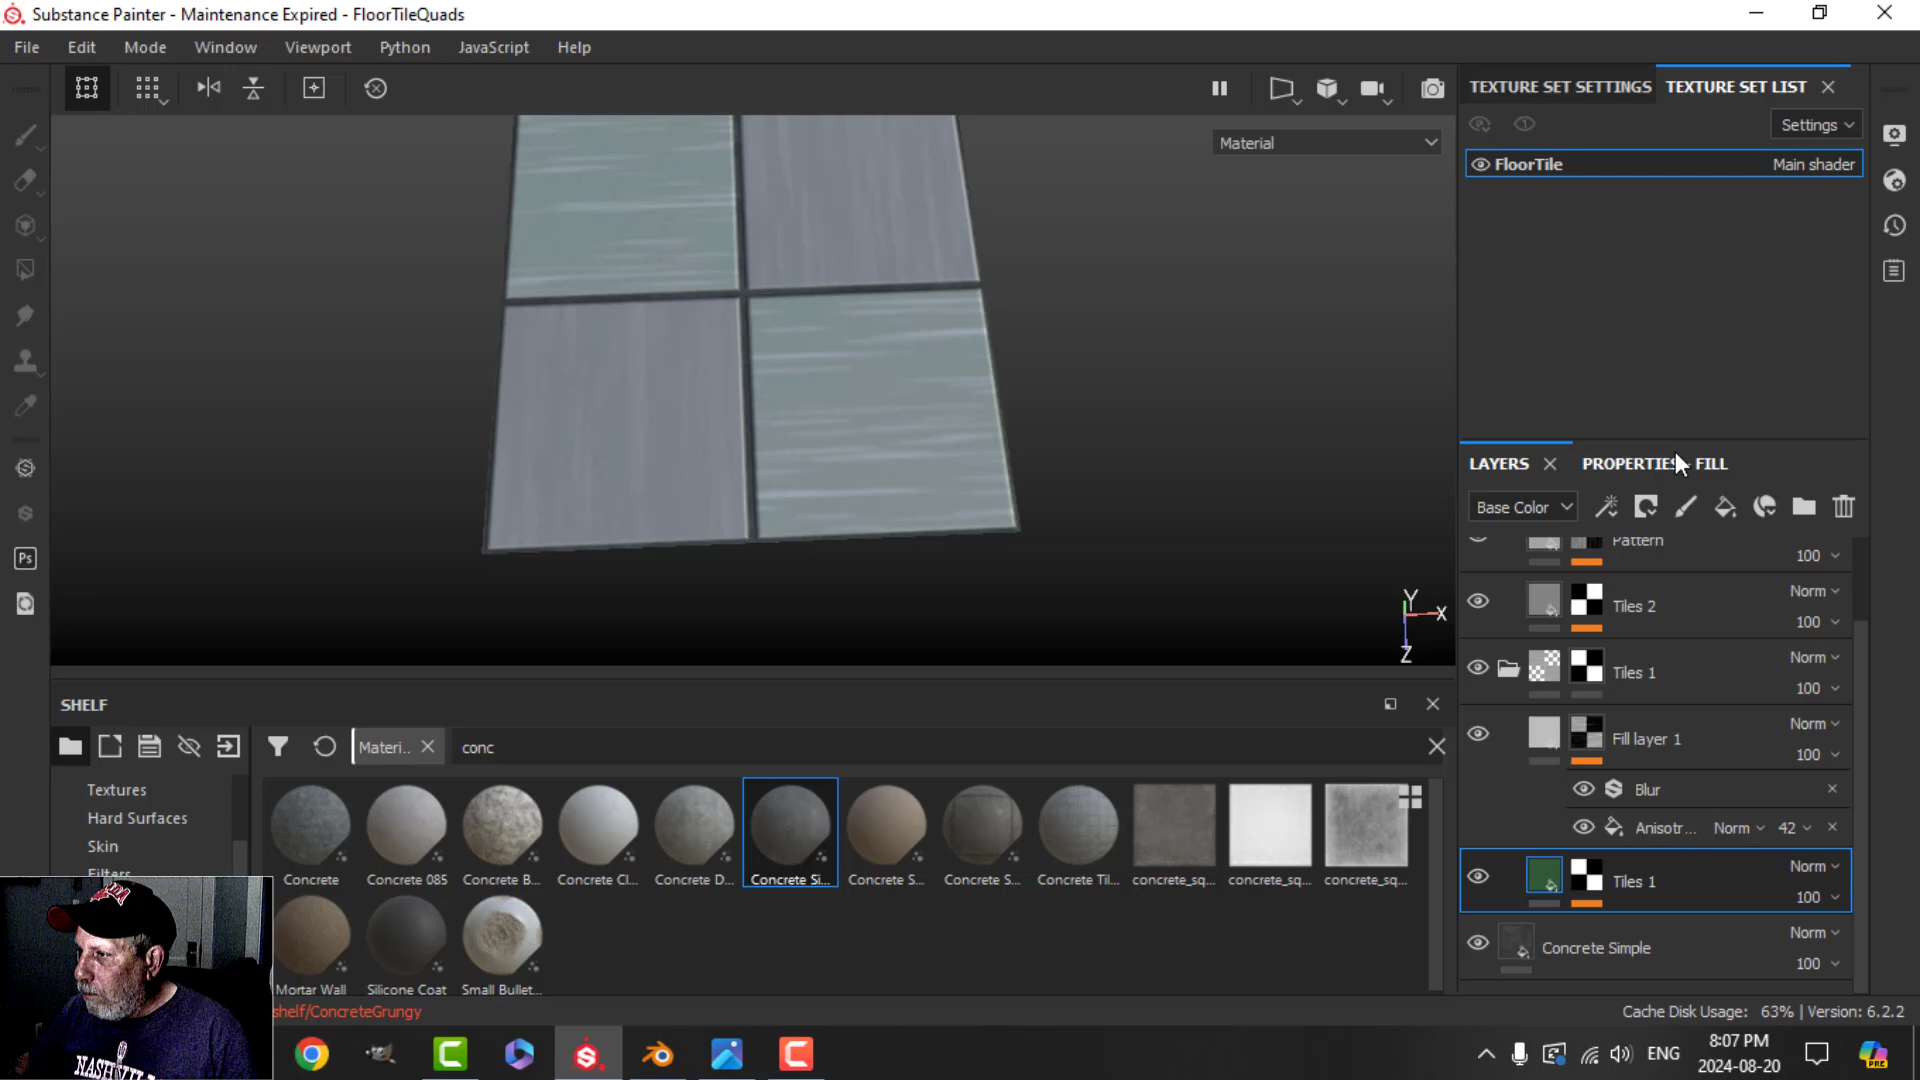 Substance Painter - Maintenance Expired - FloorTileQuads
File Edit Mode Window Viewport Python JavaScript Help
Material
TEXTURE SET SETTINGS TEXTURE SET LIST
Settings
FloorTile Main shader
LAYERS PROPERTIES - FILL
Base Color
Pattern
100
Norm
Tiles 2
100
Norm
Tiles 1
100
Norm
Fill layer 1
100
Blur
Anisotr... Norm 42
Norm
Tiles 1
100
Norm
Concrete Simple
100
Y
X
Z
SHELF
Materi.. conc
Textures
Hard Surfaces
Skin
Filters
Concrete Concrete 085 Concrete B... Concrete Cl... Concrete D... Concrete Si... Concrete S... Concrete S... Concrete Til... concrete_sq... concrete_sq... concrete_sq...
Mortar Wall Silicone Coat Small Bullet...
shelf/ConcreteGrungy
Cache Disk Usage: 63% | Version: 6.2.2
Ps
NASHVILLE
ENG
8:07 PM
2024-08-20
PRE